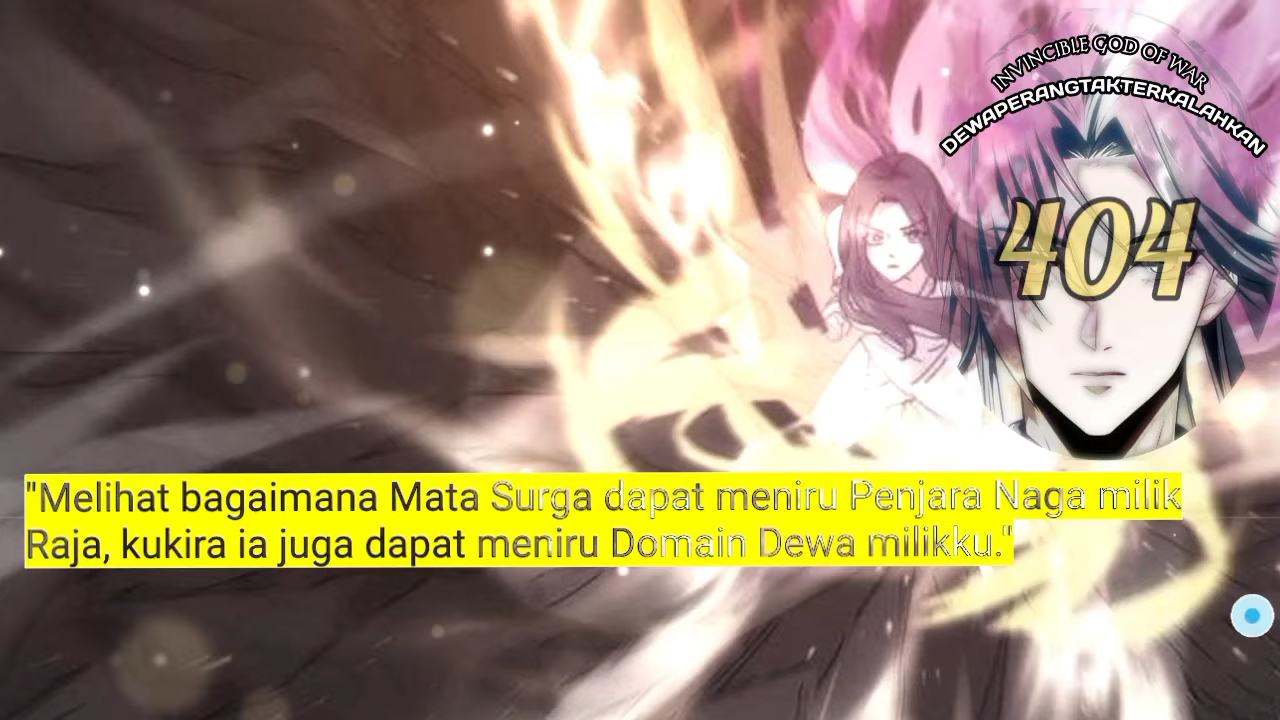 INVINCIBLE GOD OF WAR
DEWAPERANGTAKTERKALAHKAN
404
"Melihat bagaimana Mata Surga dapat meniru Penjara Naga milik
Raja, kukira ia juga dapat meniru Domain Dewa milikku."